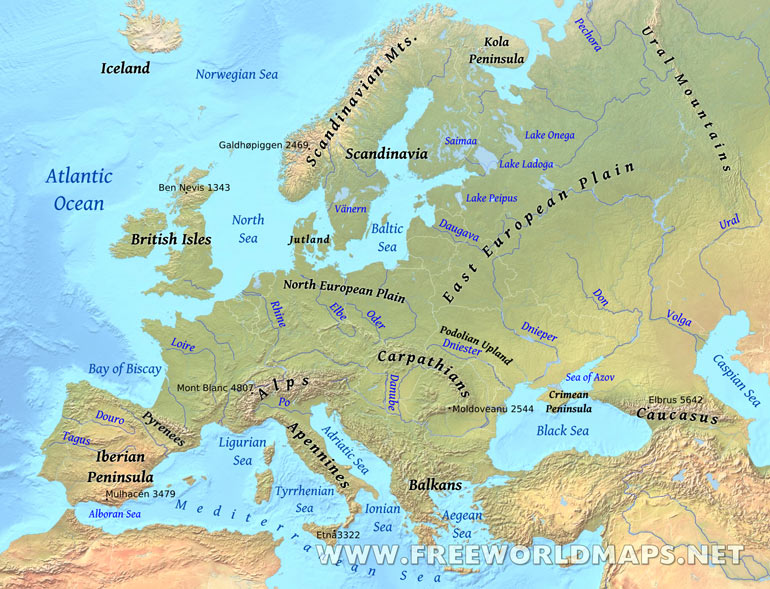 Iceland
Norwegian Sea
Scandinavian Mts.
Kola
Peninsula
Pechora
Ural Mountains
Galdhøpiggen 2469
Scandinavia
Saimaa
Lake Onega
Lake Ladoga
Atlantic
Ocean
Ben Nevis 1343
Vänern
Lake Peipus
East European Plain
North
Sea
Baltic
Sea
Daugava
Ural
British Isles
Jutland
North European Plain
Rhine
Elbe
Oder
Don
Volga
Loire
Dnieper
Podolian Upland
Dniester
Carpathians
Caspian Sea
Bay of Biscay
Mont Blanc 4807
Alps
Po
Danube
Sea of Azov
Crimean
Peninsula
Elbrus 5642
Caucasus
Moldoveanu 2544
Black Sea
Douro
Tagus
Pyrenees
Iberian
Peninsula
Mulhacén 3479
Alboran Sea
Ligurian
Sea
Apennines
Adriatic Sea
Balkans
Tyrrhenian
Sea
Ionian
Sea
Aegean
Sea
Etna3322
Mediterranean Sea
WWW.FREEWORLDMAPS.NET